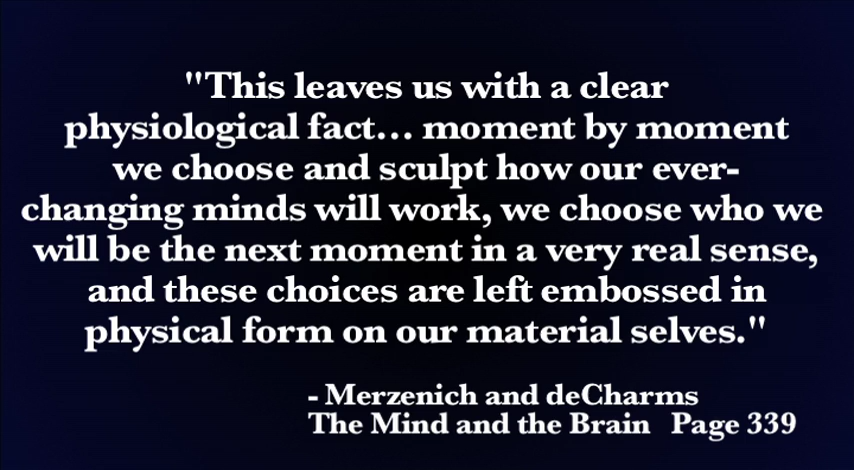 "This leaves us with a clear
physiological fact... moment by moment
we choose and sculpt how our ever-
changing minds will work, we choose who we
will be the next moment in a very real sense,
and these choices are left embossed in
physical form on our material selves."
- Merzenich and deCharms
The Mind and the Brain Page 339